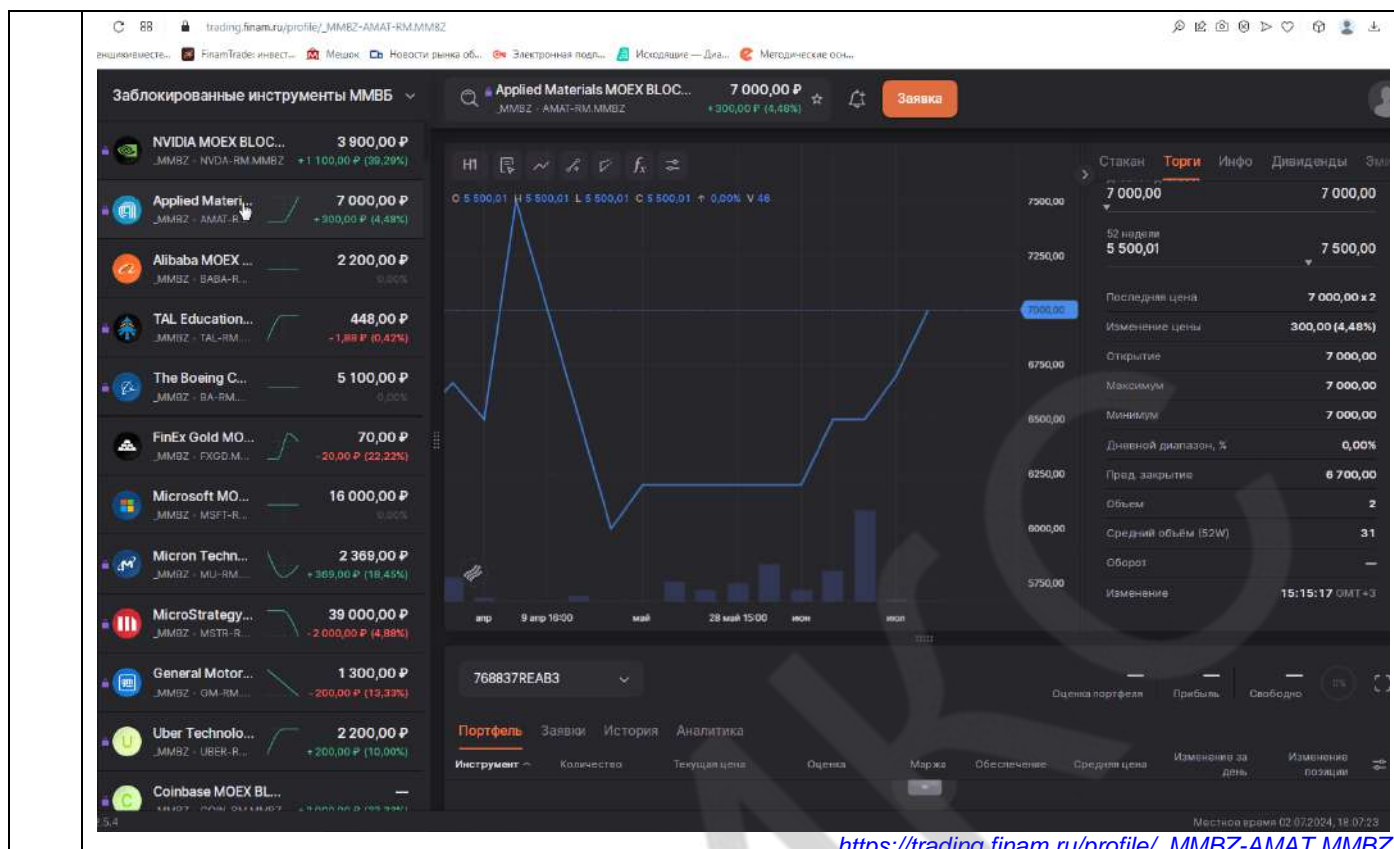 trading.finam.ru/profile/_MMBZ-AMAT-RM.MMBZ
FinamTrade: инвест... Мешок Новости рынка об... Электронная подп... Исходящие — Диа... Методические осн...
Заблокированные инструменты ММВБ
Applied Materials MOEX BLOC... 7 000,00 ₽
_MMBZ - AMAT-RM.MMBZ +300,00 ₽ (4,48%)
Заявка
NVIDIA MOEX BLOC... 3 900,00 ₽
_MMBZ - NVDA-RM.MMBZ +1 100,00 ₽ (39,29%)
Applied Materi... 7 000,00 ₽
_MMBZ - AMAT-R... +300,00 ₽ (4,48%)
Alibaba MOEX ... 2 200,00 ₽
_MMBZ - BABA-R... 0,00%
TAL Education... 448,00 ₽
_MMBZ - TAL-RM... -1,88 ₽ (0,42%)
The Boeing C... 5 100,00 ₽
_MMBZ - BA-RM... 0,00%
FinEx Gold MO... 70,00 ₽
_MMBZ - FXGD.M... -20,00 ₽ (22,22%)
Microsoft MO... 16 000,00 ₽
_MMBZ - MSFT-R... 0,00%
Micron Techn... 2 369,00 ₽
_MMBZ - MU-RM... +369,00 ₽ (18,45%)
MicroStrategy... 39 000,00 ₽
_MMBZ - MSTR-R... -2 000,00 ₽ (4,88%)
General Motor... 1 300,00 ₽
_MMBZ - GM-RM... -200,00 ₽ (13,33%)
Uber Technolo... 2 200,00 ₽
_MMBZ - UBER-R... +200,00 ₽ (10,00%)
Coinbase MOEX BL... —
H1
O 5 500,01 H 5 500,01 L 5 500,01 C 5 500,01 ↑ 0,00% V 46
7500,00
7250,00
7000,00
6750,00
6500,00
6250,00
6000,00
5750,00
апр 9 апр 16:00 май 28 май 15:00 июн июл
Стакан Торги Инфо Дивиденды
7 000,00 7 000,00
52 недели
5 500,01 7 500,00
Последняя цена 7 000,00 x 2
Изменение цены 300,00 (4,48%)
Открытие 7 000,00
Максимум 7 000,00
Минимум 7 000,00
Дневной диапазон, % 0,00%
Пред. закрытие 6 700,00
Объем 2
Средний объём (52W) 31
Оборот —
Изменение 15:15:17 GMT+3
768837REAB3
Оценка портфеля Прибыль Свободно 0%
Портфель Заявки История Аналитика
Инструмент Количество Текущая цена Оценка Маржа Обеспечение Средняя цена Изменение за день Изменение позиции
Местное время 02.07.2024, 18:07:23
https://trading.finam.ru/profile/_MMBZ-AMAT.MMBZ